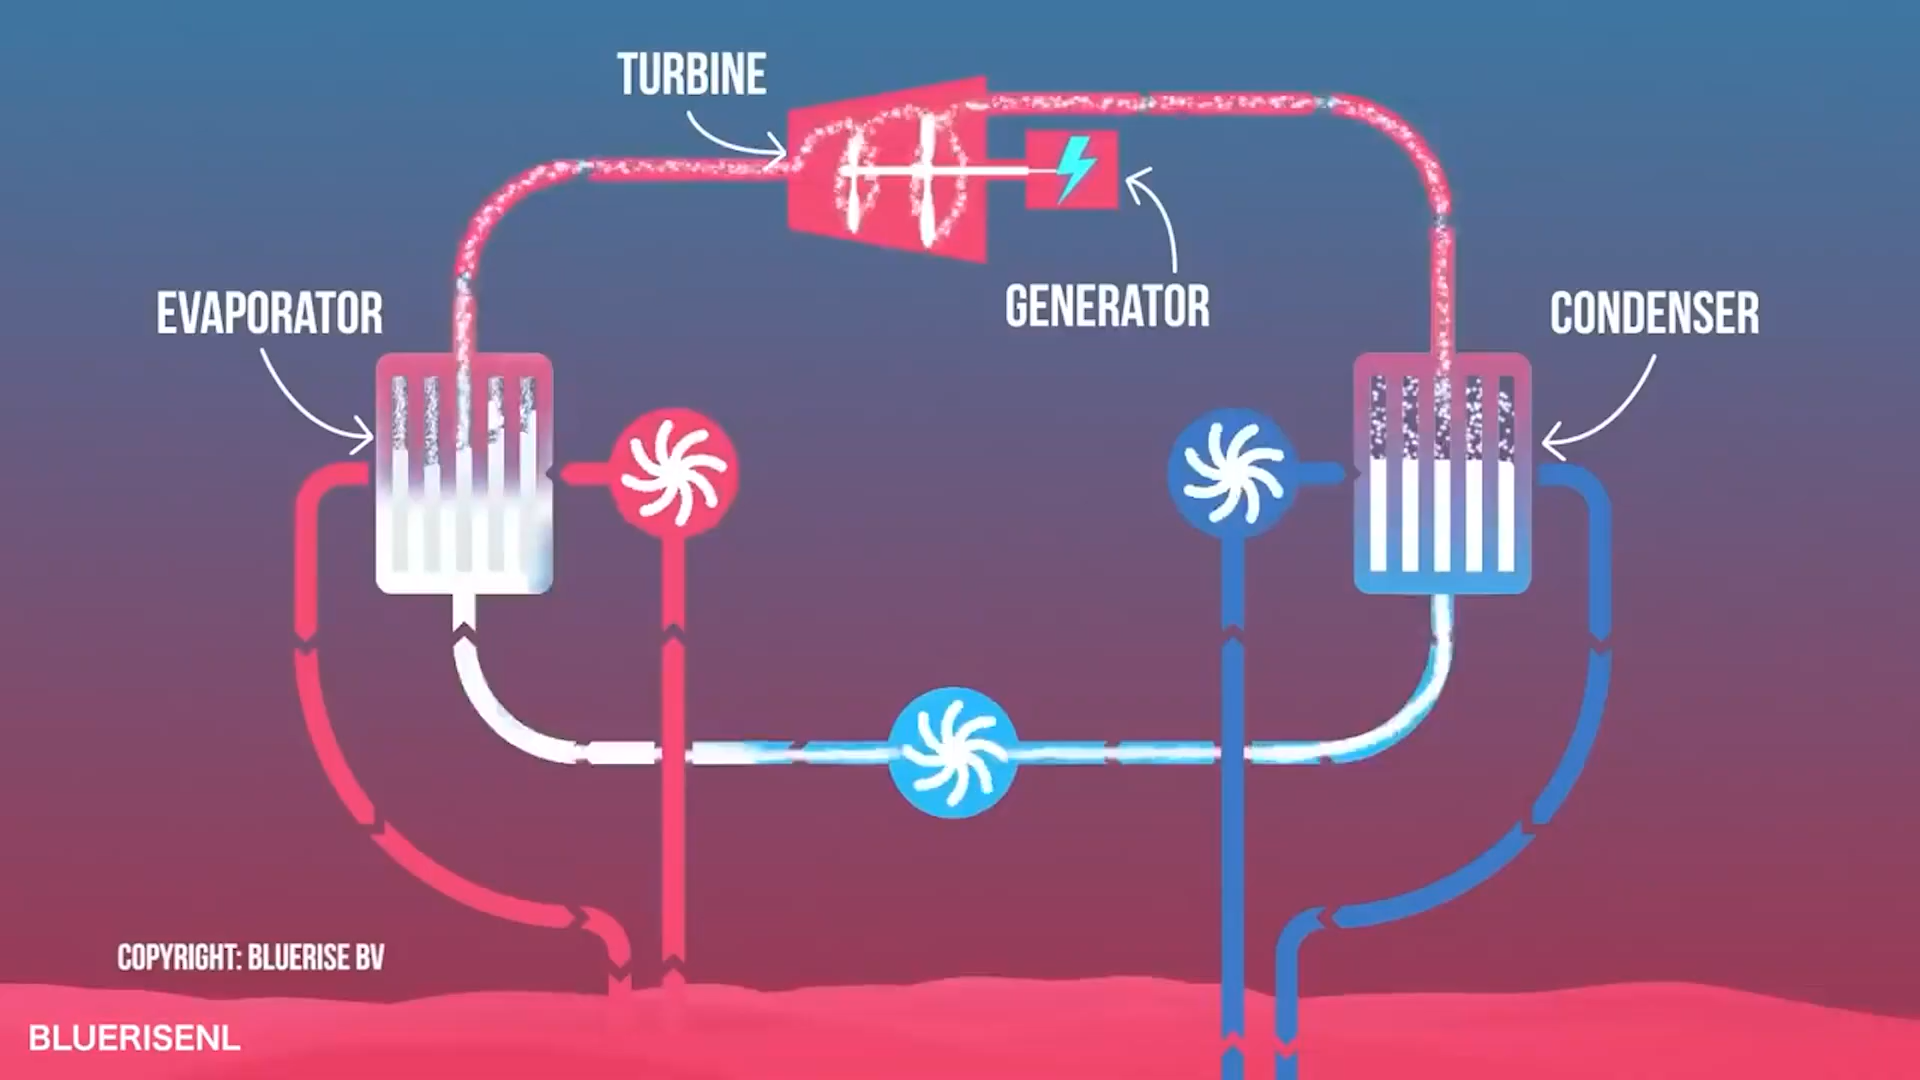 TURBINE
EVAPORATOR
GENERATOR
CONDENSER
COPYRIGHT: BLUERISE BV
BLUERISENL